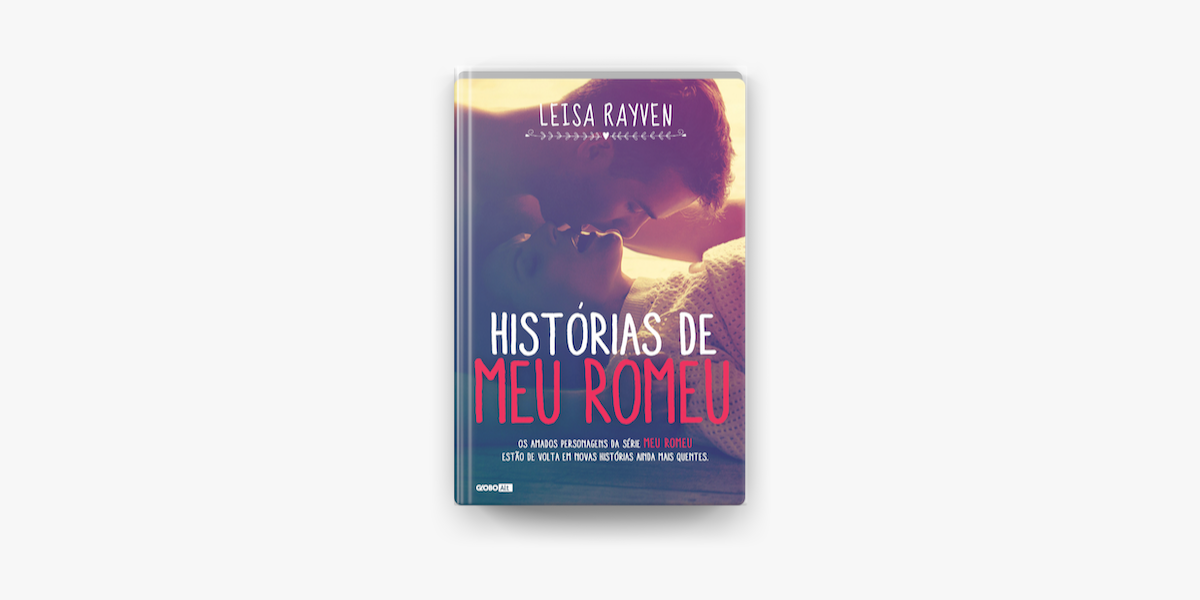 LEISA RAYVEN
HISTÓRIAS DE
MEU ROMEU
OS AMADOS PERSONAGENS DA SÉRIE MEU ROMEU
ESTÃO DE VOLTA EM NOVAS HISTÓRIAS AINDA MAIS QUENTES.
GLOBO Alt